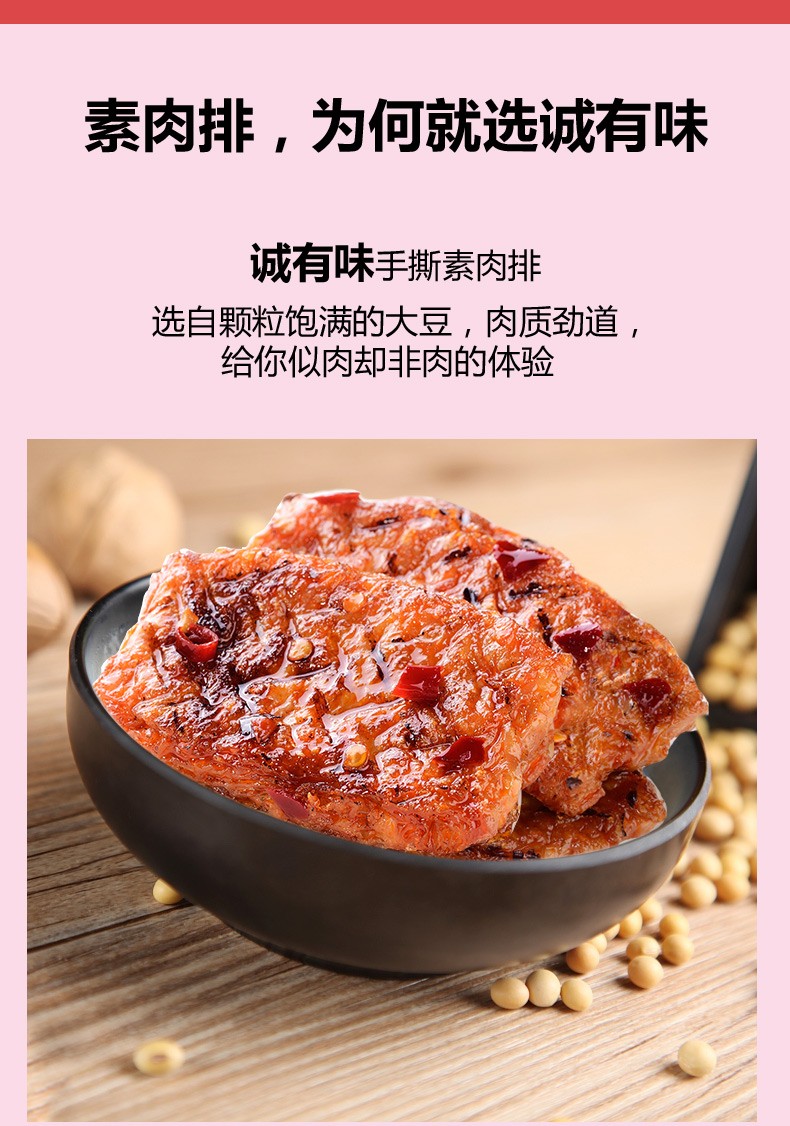 素肉排，为何就选诚有味
诚有味手撕素肉排
选自颗粒饱满的大豆，肉质劲道，
给你似肉却非肉的体验